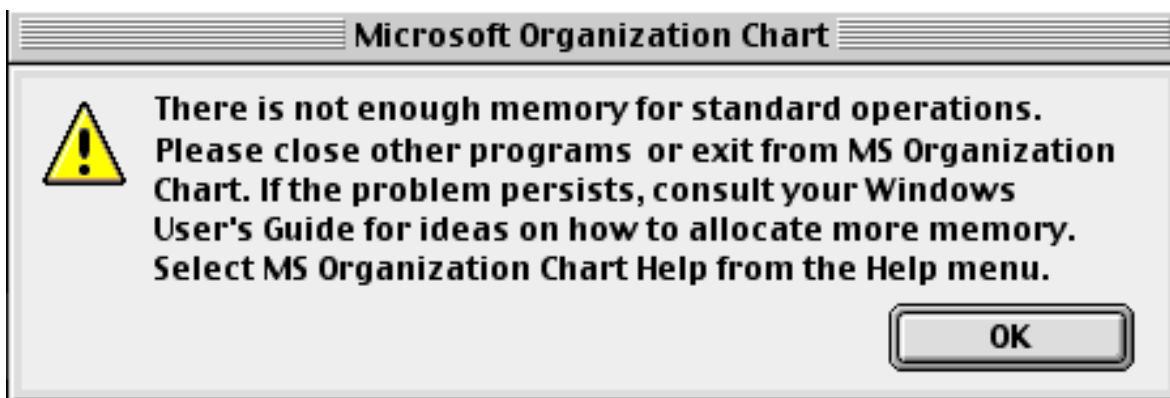 Microsoft Organization Chart
There is not enough memory for standard operations.
Please close other programs  or exit from MS Organization
Chart. If the problem persists, consult your Windows
User's Guide for ideas on how to allocate more memory.
Select MS Organization Chart Help from the Help menu.
OK